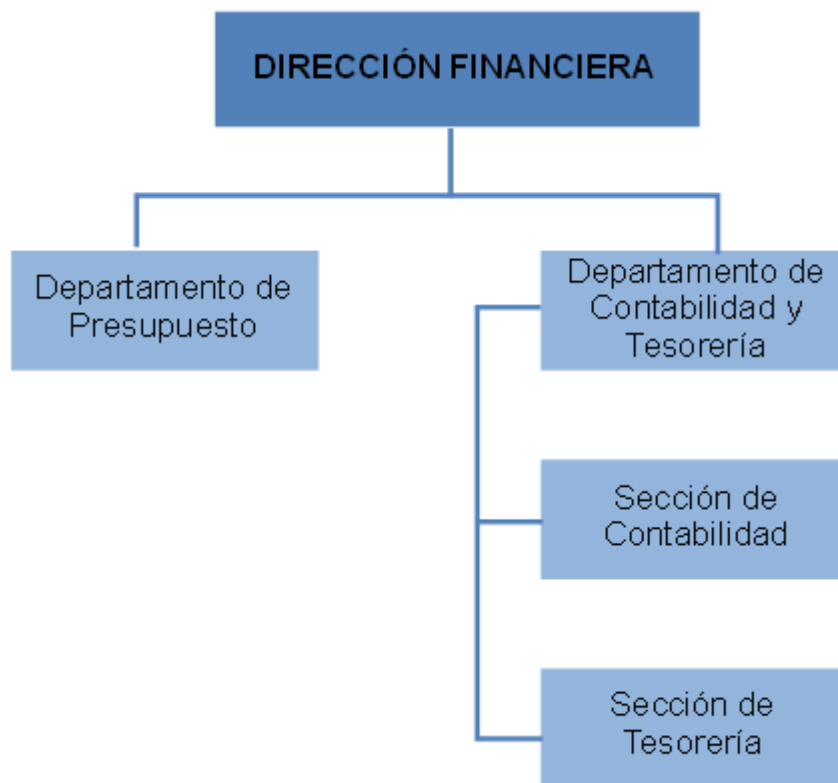 DIRECCIÓN FINANCIERA
Departamento de
Presupuesto
Departamento de
Contabilidad y
Tesorería
Sección de
Contabilidad
Sección de
Tesorería